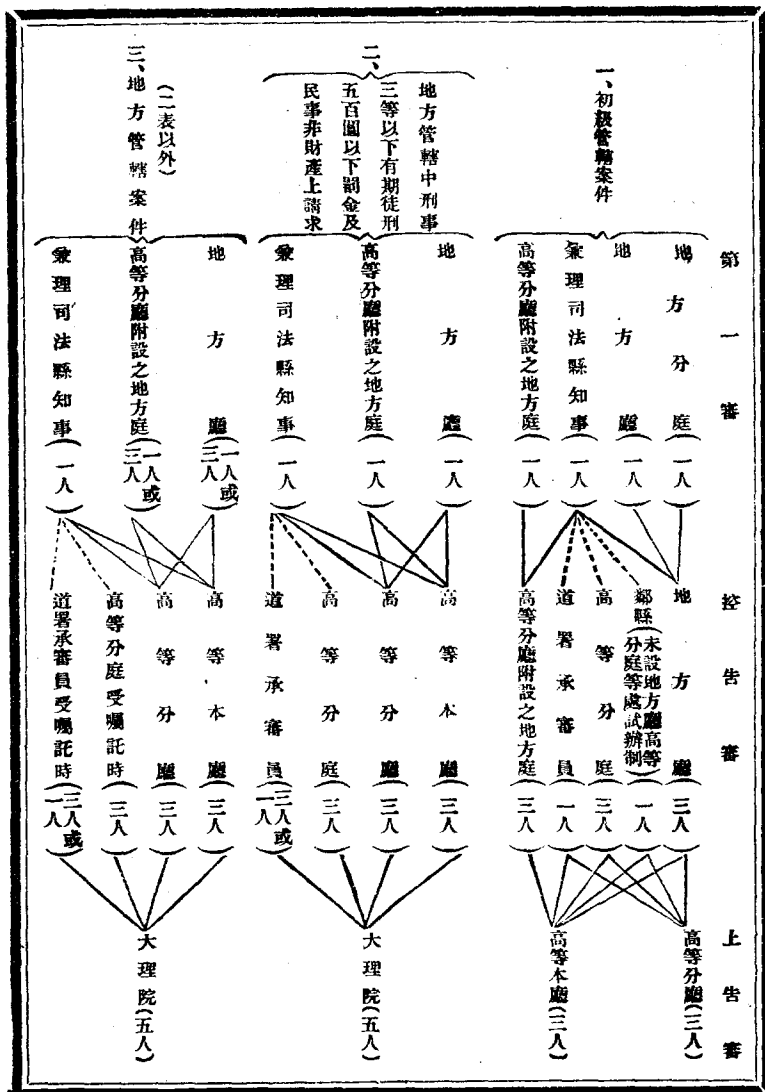 第一審
控告審
上告審
一、初級管轄案件
地方分庭(一人)
地方廳(一人)
兼理司法縣知事(一人)
高等分廳附設之地方庭(一人)
地方廳(三人)
鄰縣(未設地方廳高等分庭等處試辦制)(一人)
高等分庭(三人)
道署承審員(一人)
高等分廳附設之地方庭(三人)
高等分廳(三人)
高等本廳(三人)
二、
地方管轄中刑事
三等以下有期徒刑
五百圓以下罰金及
民事非財產上請求
地方廳(一人)
高等分廳附設之地方庭(一人)
兼理司法縣知事(一人)
高等本廳(三人)
高等分廳(三人)
高等分庭(三人)
道署承審員(三人或一人)
大理院(五人)
三、地方管轄案件
(二表以外)
地方廳(一人或三人)
高等分廳附設之地方庭(一人或三人)
兼理司法縣知事(一人)
高等本廳(三人)
高等分廳(三人)
高等分庭受囑託時(三人)
道署承審員受囑託時(三人或一人)
大理院(五人)